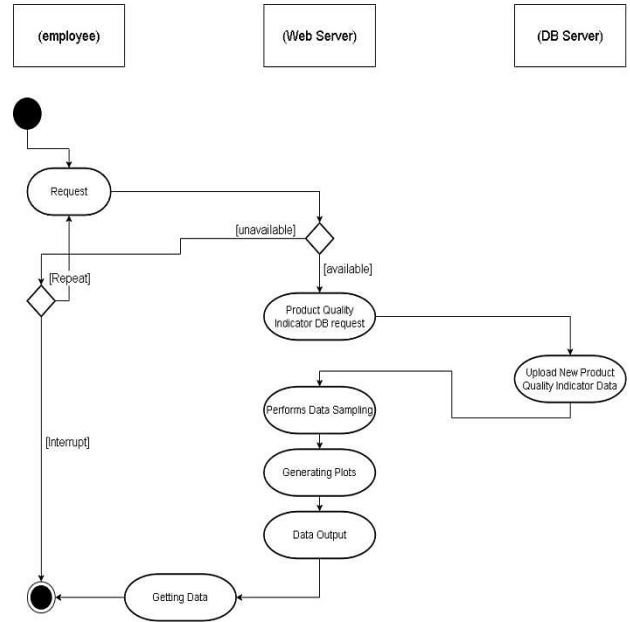 (employee)
(Web Server)
(DB Server)
Request
[unavailable]
[Repeat]
[available]
Product Quality
Indicator DB request
Upload New Product
Quality Indicator Data
Performs Data Sampling
[Interrupt]
Generating Plots
Data Output
Getting Data